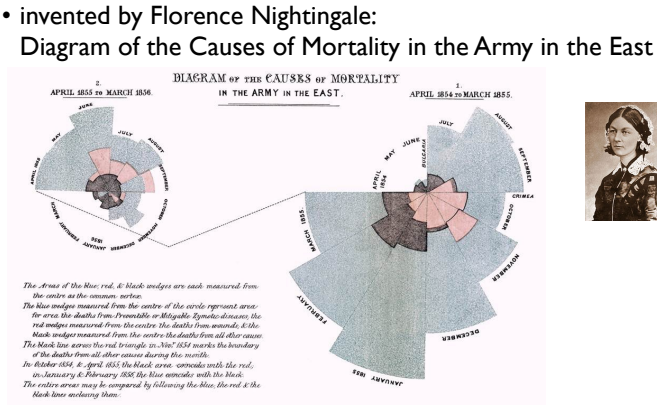 • invented by Florence Nightingale:
Diagram of the Causes of Mortality in the Army in the East
DIAGRAM OF THE CAUSES OF MORTALITY
IN THE ARMY IN THE EAST.
2.
APRIL 1855 TO MARCH 1856.
1.
APRIL 1854 TO MARCH 1855.
APRIL 1855
MAY
JUNE
JULY
AUGUST
SEPTEMBER
OCTOBER
NOVEMBER
DECEMBER
JANUARY
1856
FEBRUARY
MARCH
APRIL
1854
MAY
JUNE
BULGARIA
JULY
AUGUST
SEPTEMBER
CRIMEA
OCTOBER
NOVEMBER
DECEMBER
JANUARY 1855
FEBRUARY
MARCH 1855
The Areas of the blue, red, & black wedges are each measured from
the centre as the common vertex.
The blue wedges measured from the centre of the circle represent area
for area the deaths from Preventible or Mitigable Zymotic diseases, the
red wedges measured from the centre the deaths from wounds, & the
black wedges measured from the centre the deaths from all other causes.
The black line across the red triangle in Nov.r 1854 marks the boundary
of the deaths from all other causes during the month.
In October 1854, & April 1855, the black area coincides with the red,
in January & February 1856, the blue coincides with the black.
The entire areas may be compared by following the blue, the red & the
black lines enclosing them.